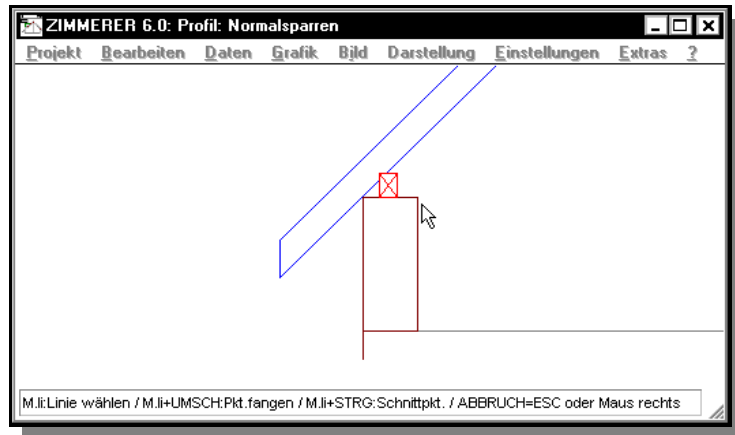 ZIMMERER 6.0: Profil: Normalsparren
Projekt Bearbeiten Daten Grafik Bild Darstellung Einstellungen Extras ?
M.li:Linie wählen / M.li+UMSCH:Pkt.fangen / M.li+STRG:Schnittpkt. / ABBRUCH=ESC oder Maus rechts